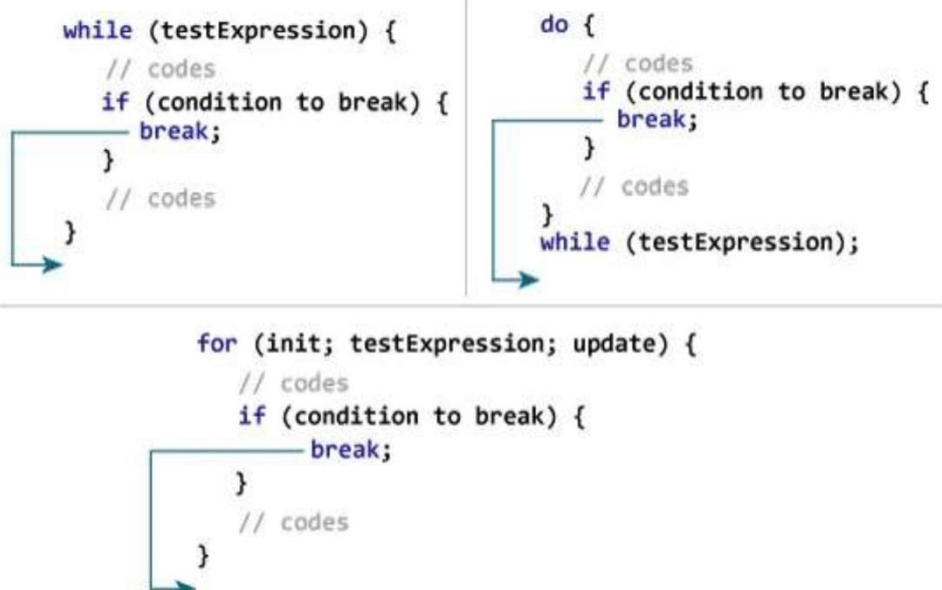 while (testExpression) {
// codes
if (condition to break) {
break;
}
// codes
}
do {
// codes
if (condition to break) {
break;
}
// codes
}
while (testExpression);
for (init; testExpression; update) {
// codes
if (condition to break) {
break;
}
// codes
}